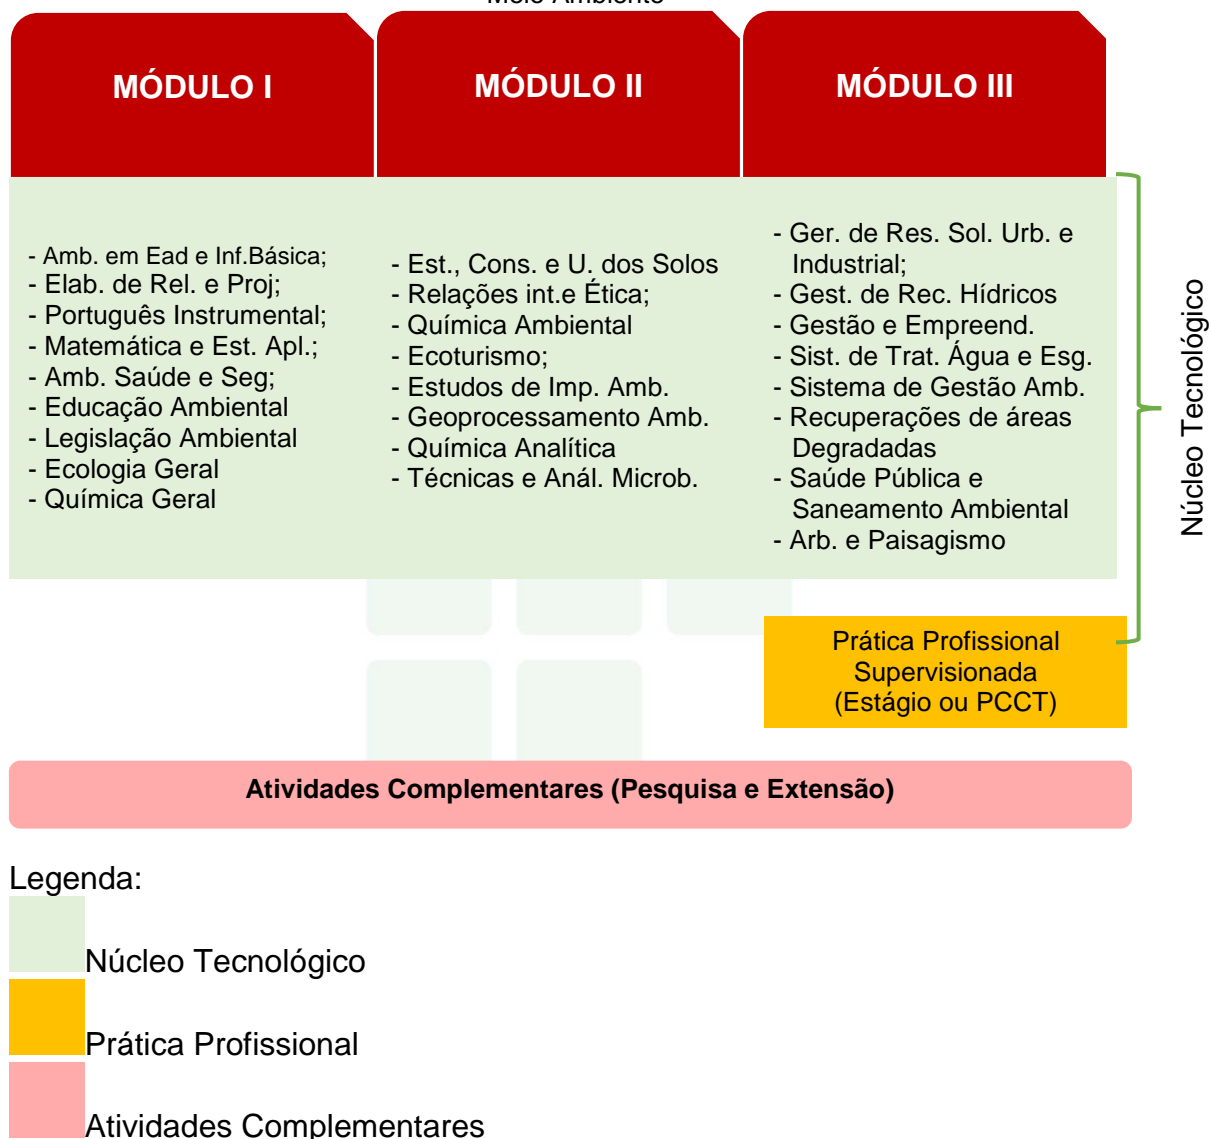 Meio Ambiente
MÓDULO I
MÓDULO II
MÓDULO III
- Amb. em Ead e Inf.Básica;
- Elab. de Rel. e Proj;
- Português Instrumental;
- Matemática e Est. Apl.;
- Amb. Saúde e Seg;
- Educação Ambiental
- Legislação Ambiental
- Ecologia Geral
- Química Geral
- Est., Cons. e U. dos Solos
- Relações int.e Ética;
- Química Ambiental
- Ecoturismo;
- Estudos de Imp. Amb.
- Geoprocessamento Amb.
- Química Analítica
- Técnicas e Anál. Microb.
- Ger. de Res. Sol. Urb. e
Industrial;
- Gest. de Rec. Hídricos
- Gestão e Empreend.
- Sist. de Trat. Água e Esg.
- Sistema de Gestão Amb.
- Recuperações de áreas
Degradadas
- Saúde Pública e
Saneamento Ambiental
- Arb. e Paisagismo
Núcleo Tecnológico
Prática Profissional
Supervisionada
(Estágio ou PCCT)
Atividades Complementares (Pesquisa e Extensão)
Legenda:
Núcleo Tecnológico
Prática Profissional
Atividades Complementares